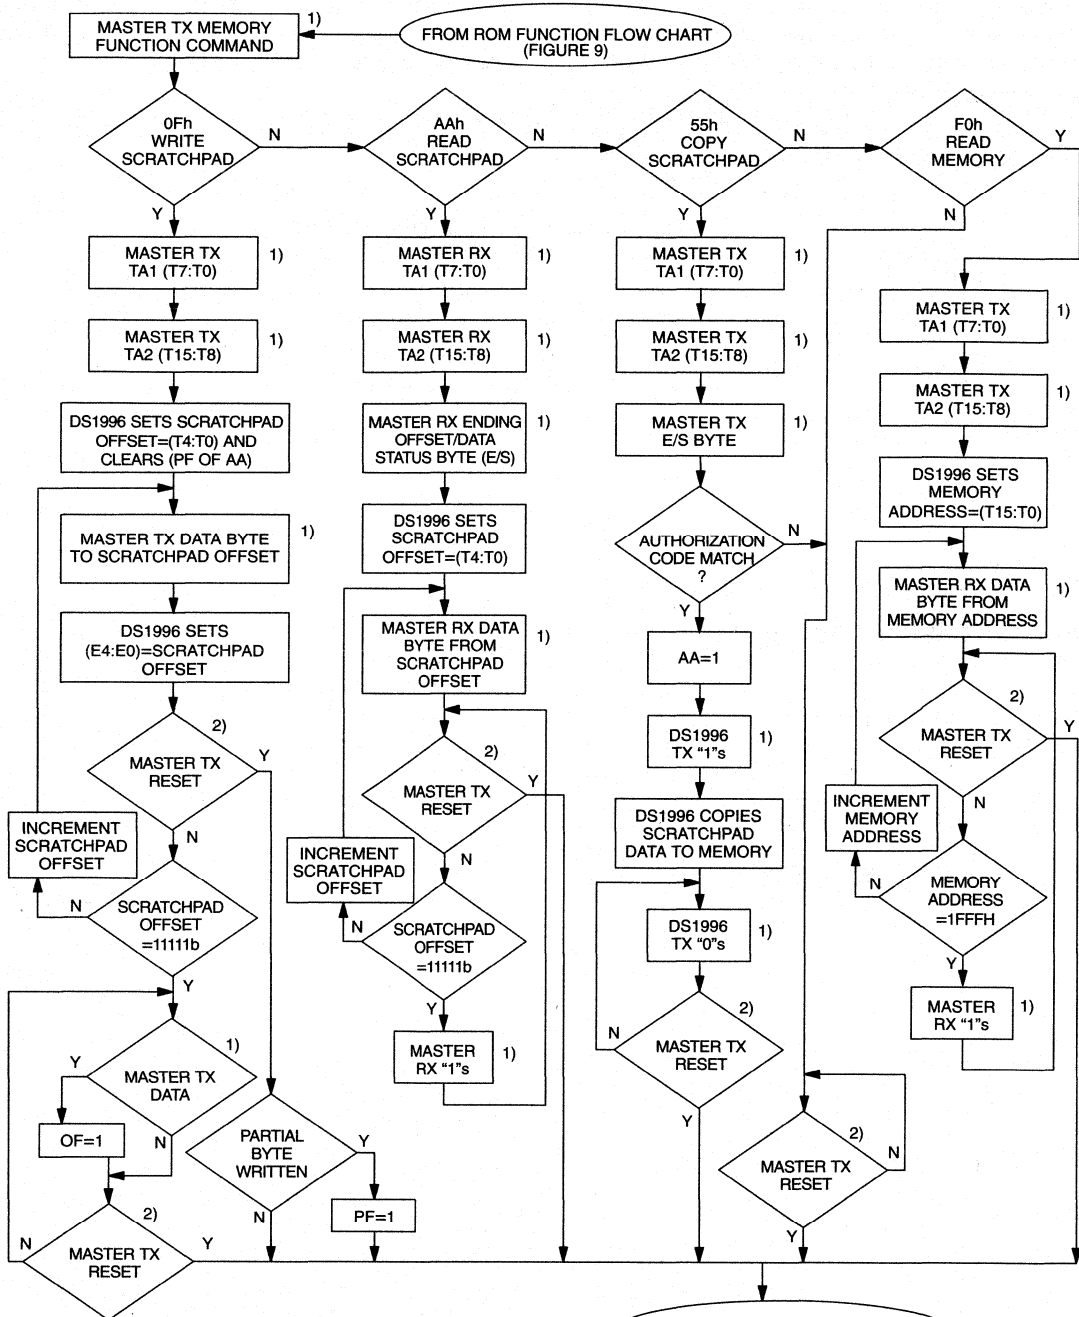 MASTER TX MEMORY
FUNCTION COMMAND
1)
FROM ROM FUNCTION FLOW CHART
(FIGURE 9)
0Fh
WRITE
SCRATCHPAD
N
Y
AAh
READ
SCRATCHPAD
N
Y
55h
COPY
SCRATCHPAD
N
Y
F0h
READ
MEMORY
Y
N
MASTER TX
TA1 (T7:T0)
1)
MASTER TX
TA2 (T15:T8)
1)
DS1996 SETS SCRATCHPAD
OFFSET=(T4:T0) AND
CLEARS (PF OF AA)
MASTER TX DATA BYTE
TO SCRATCHPAD OFFSET
1)
DS1996 SETS
(E4:E0)=SCRATCHPAD
OFFSET
2)
MASTER TX
RESET
Y
N
INCREMENT
SCRATCHPAD
OFFSET
SCRATCHPAD
OFFSET
=11111b
N
Y
1)
MASTER TX
DATA
Y
N
OF=1
2)
MASTER TX
RESET
N
Y
PARTIAL
BYTE
WRITTEN
Y
N
PF=1
MASTER RX
TA1 (T7:T0)
1)
MASTER RX
TA2 (T15:T8)
1)
MASTER RX ENDING
OFFSET/DATA
STATUS BYTE (E/S)
1)
DS1996 SETS
SCRATCHPAD
OFFSET=(T4:T0)
MASTER RX DATA
BYTE FROM
SCRATCHPAD
OFFSET
1)
2)
MASTER TX
RESET
Y
N
INCREMENT
SCRATCHPAD
OFFSET
SCRATCHPAD
OFFSET
=11111b
N
Y
MASTER
RX “1”s
1)
MASTER TX
TA1 (T7:T0)
1)
MASTER TX
TA2 (T15:T8)
1)
MASTER TX
E/S BYTE
1)
AUTHORIZATION
CODE MATCH
?
N
Y
AA=1
DS1996
TX “1”s
1)
DS1996 COPIES
SCRATCHPAD
DATA TO MEMORY
DS1996
TX “0”s
1)
2)
MASTER TX
RESET
N
Y
MASTER TX
TA1 (T7:T0)
1)
MASTER TX
TA2 (T15:T8)
1)
DS1996 SETS
MEMORY
ADDRESS=(T15:T0)
MASTER RX DATA
BYTE FROM
MEMORY ADDRESS
1)
2)
MASTER TX
RESET
Y
N
INCREMENT
MEMORY
ADDRESS
MEMORY
ADDRESS
=1FFFH
N
Y
MASTER
RX “1”s
1)
2)
MASTER TX
RESET
N
Y